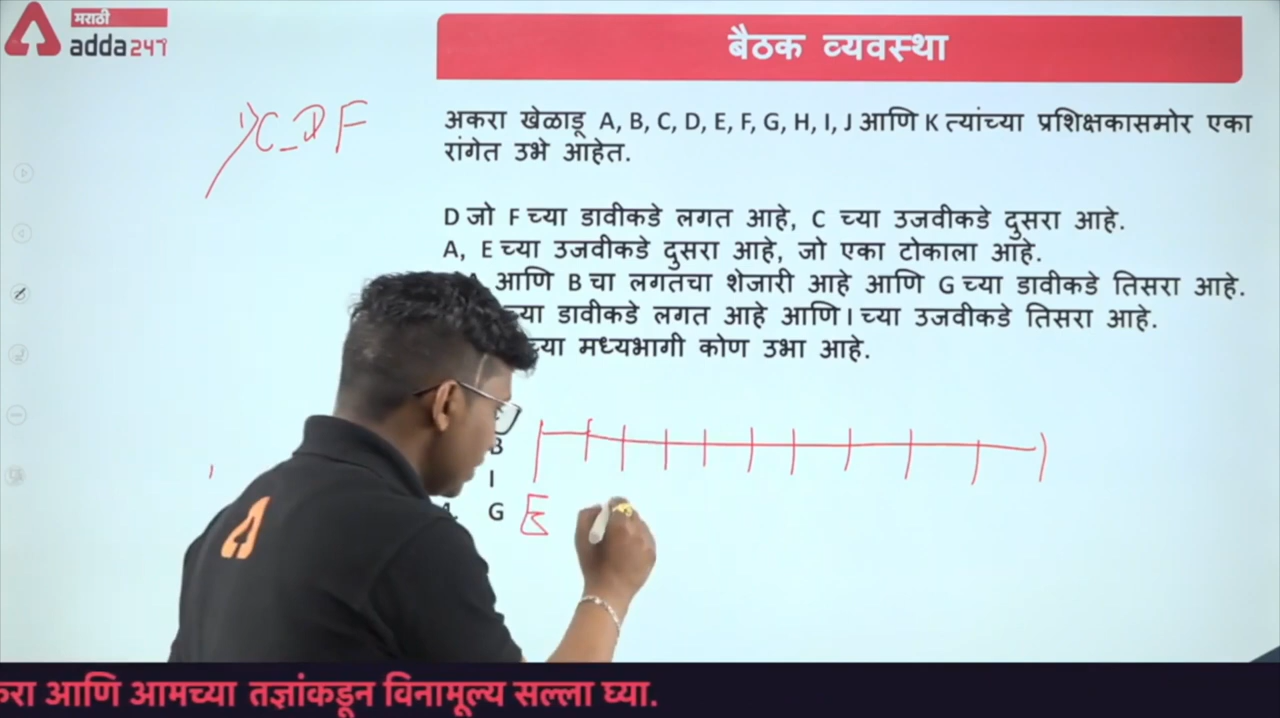 मराठी
adda247
बैठक व्यवस्था
1) C _ D F
अकरा खेळाडू A, B, C, D, E, F, G, H, I, J आणि K त्यांच्या प्रशिक्षकासमोर एका
रांगेत उभे आहेत.
D जो F च्या डावीकडे लगत आहे, C च्या उजवीकडे दुसरा आहे.
A, E च्या उजवीकडे दुसरा आहे, जो एका टोकाला आहे.
आणि B चा लगतचा शेजारी आहे आणि G च्या डावीकडे तिसरा आहे.
च्या डावीकडे लगत आहे आणि I च्या उजवीकडे तिसरा आहे.
च्या मध्यभागी कोण उभा आहे.
B
I
G
E
आणि आमच्या तज्ञांकडून विनामूल्य सल्ला घ्या.